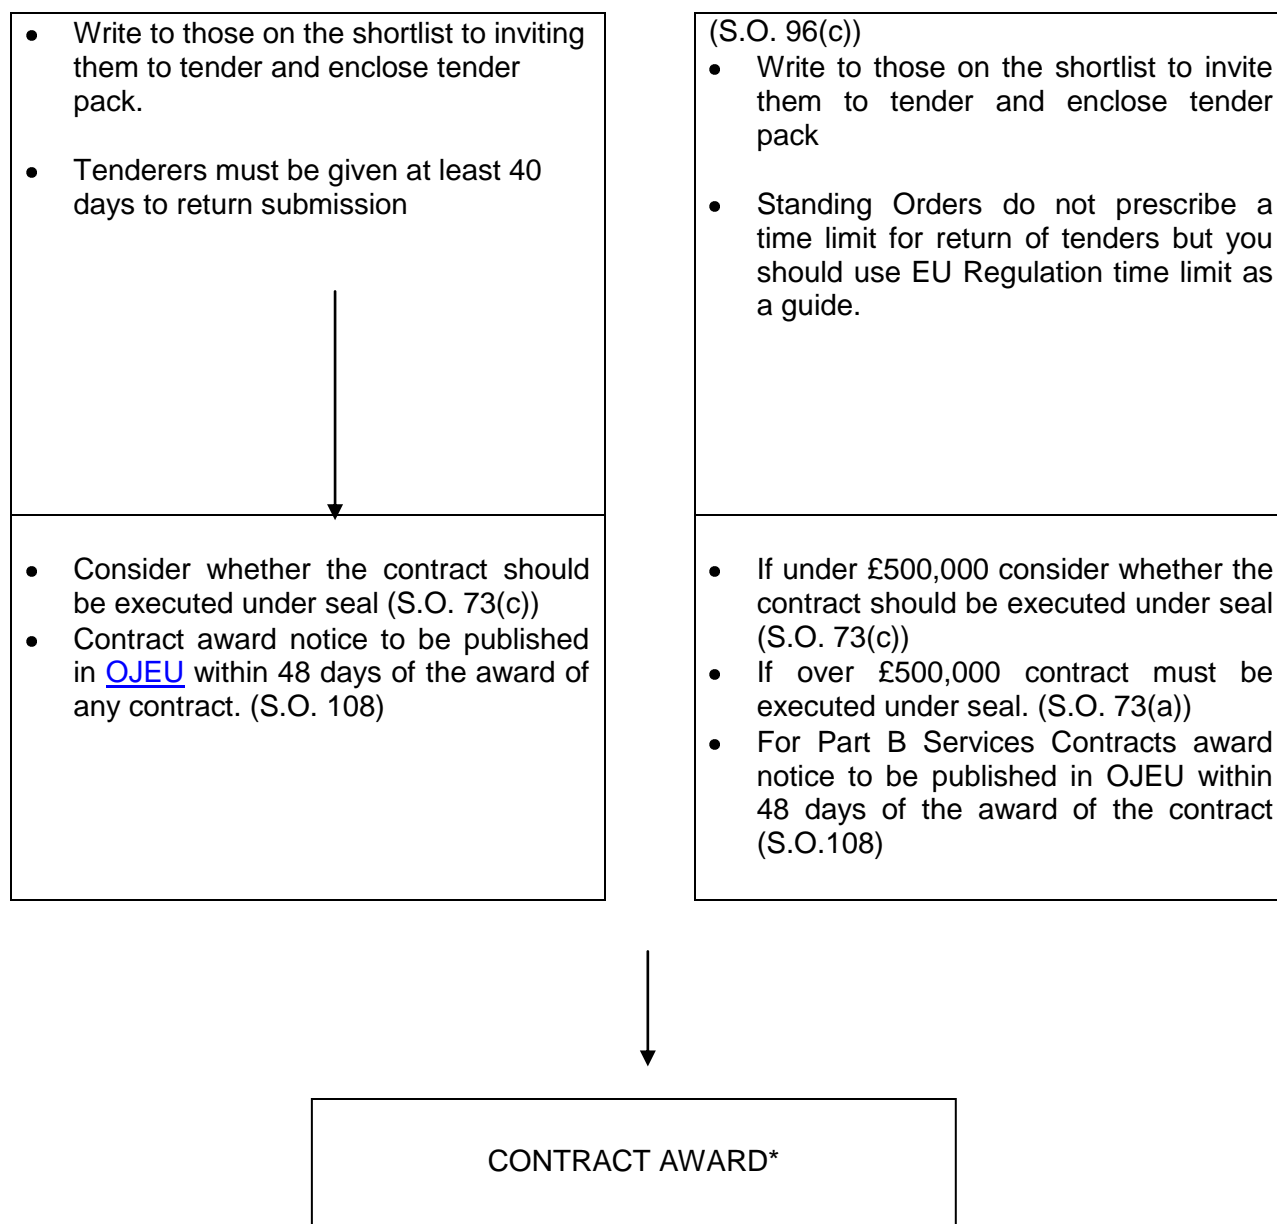 • Write to those on the shortlist to inviting
them to tender and enclose tender
pack.
• Tenderers must be given at least 40
days to return submission
(S.O. 96(c))
• Write to those on the shortlist to invite
them to tender and enclose tender
pack
• Standing Orders do not prescribe a
time limit for return of tenders but you
should use EU Regulation time limit as
a guide.
• Consider whether the contract should
be executed under seal (S.O. 73(c))
• Contract award notice to be published
in OJEU within 48 days of the award of
any contract. (S.O. 108)
• If under £500,000 consider whether the
contract should be executed under seal
(S.O. 73(c))
• If over £500,000 contract must be
executed under seal. (S.O. 73(a))
• For Part B Services Contracts award
notice to be published in OJEU within
48 days of the award of the contract
(S.O.108)
CONTRACT AWARD*